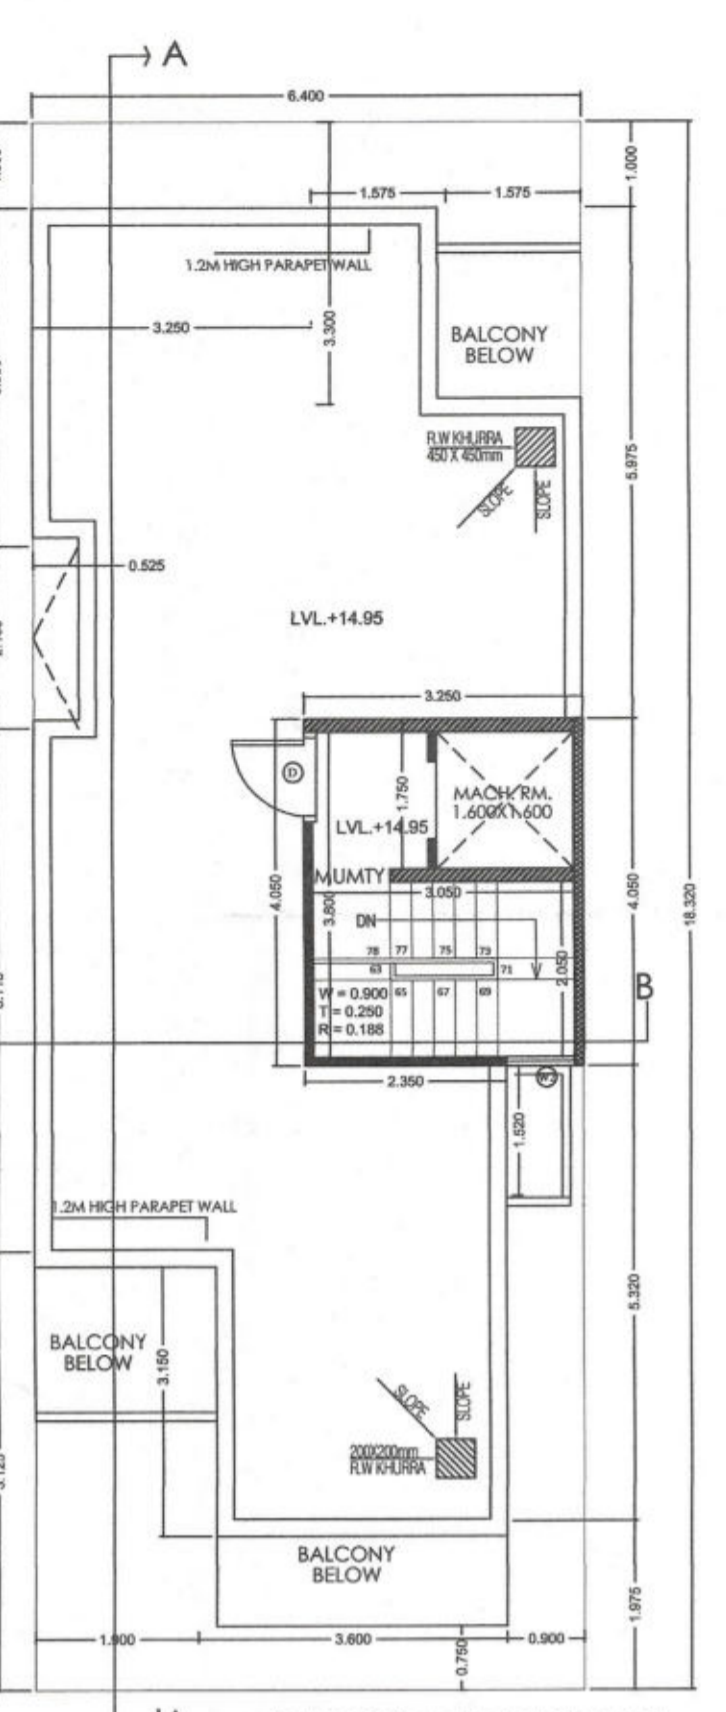 A
6.400
1.000
1.575
1.575
1.2M HIGH PARAPET WALL
3.250
3.300
BALCONY
BELOW
R.W KHURRA
450 X 450mm
SLOPE
SLOPE
5.975
0.525
LVL.+14.95
3.250
D
1.750
MACH. RM.
1.600X1.600
LVL.+14.95
MUMTY
3.050
4.050
3.800
4.050
18.320
DN
78
77
75
73
63
71
2.050
W = 0.900
65
67
69
T = 0.250
R = 0.188
B
2.350
W
1.520
1.2M HIGH PARAPET WALL
5.320
BALCONY
BELOW
3.150
SLOPE
SLOPE
200X200mm
R.W KHURRA
BALCONY
BELOW
1.975
1.900
3.600
0.900
0.750